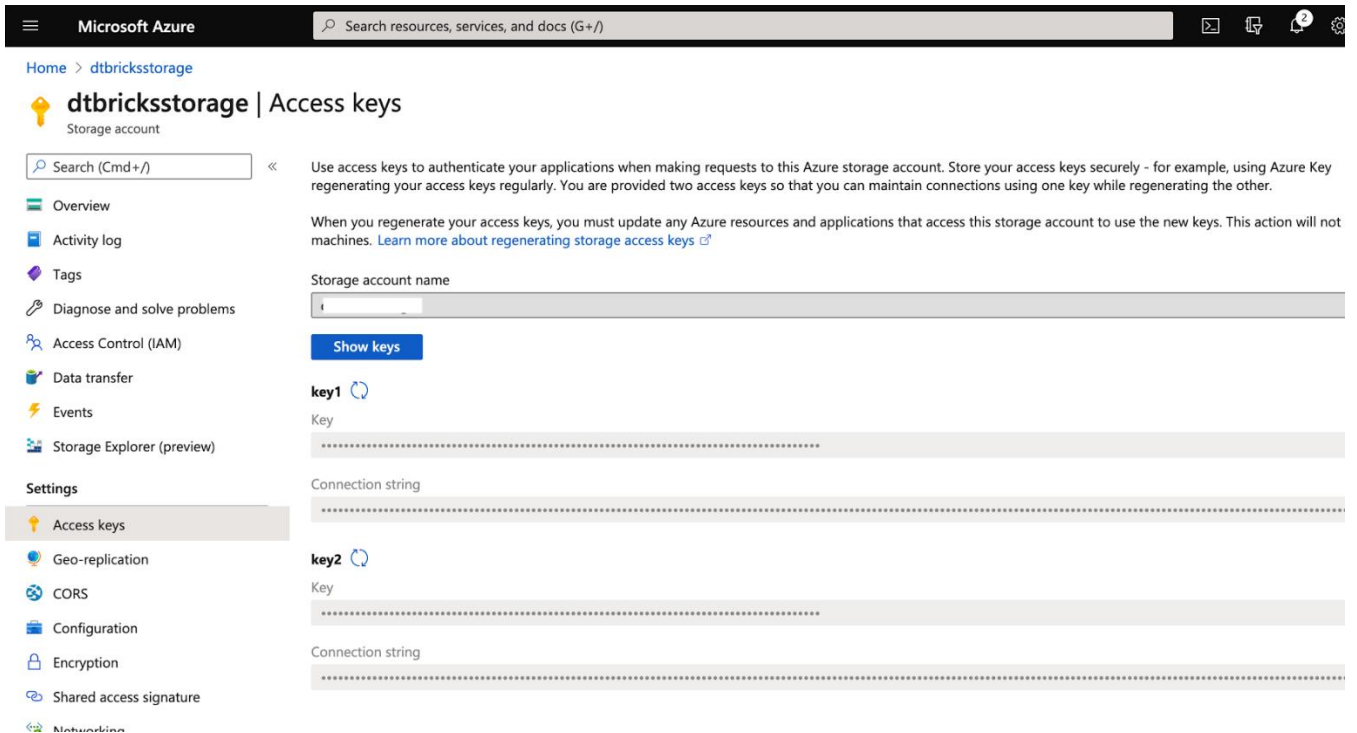 Microsoft Azure
Search resources, services, and docs (G+/)
2
Home > dtbricksstorage
dtbricksstorage | Access keys
Storage account
Search (Cmd+/)
«
Overview
Activity log
Tags
Diagnose and solve problems
Access Control (IAM)
Data transfer
Events
Storage Explorer (preview)
Settings
Access keys
Geo-replication
CORS
Configuration
Encryption
Shared access signature
Networking
Use access keys to authenticate your applications when making requests to this Azure storage account. Store your access keys securely - for example, using Azure Key
regenerating your access keys regularly. You are provided two access keys so that you can maintain connections using one key while regenerating the other.
When you regenerate your access keys, you must update any Azure resources and applications that access this storage account to use the new keys. This action will not
machines. Learn more about regenerating storage access keys
Storage account name
Show keys
key1
Key
Connection string
key2
Key
Connection string